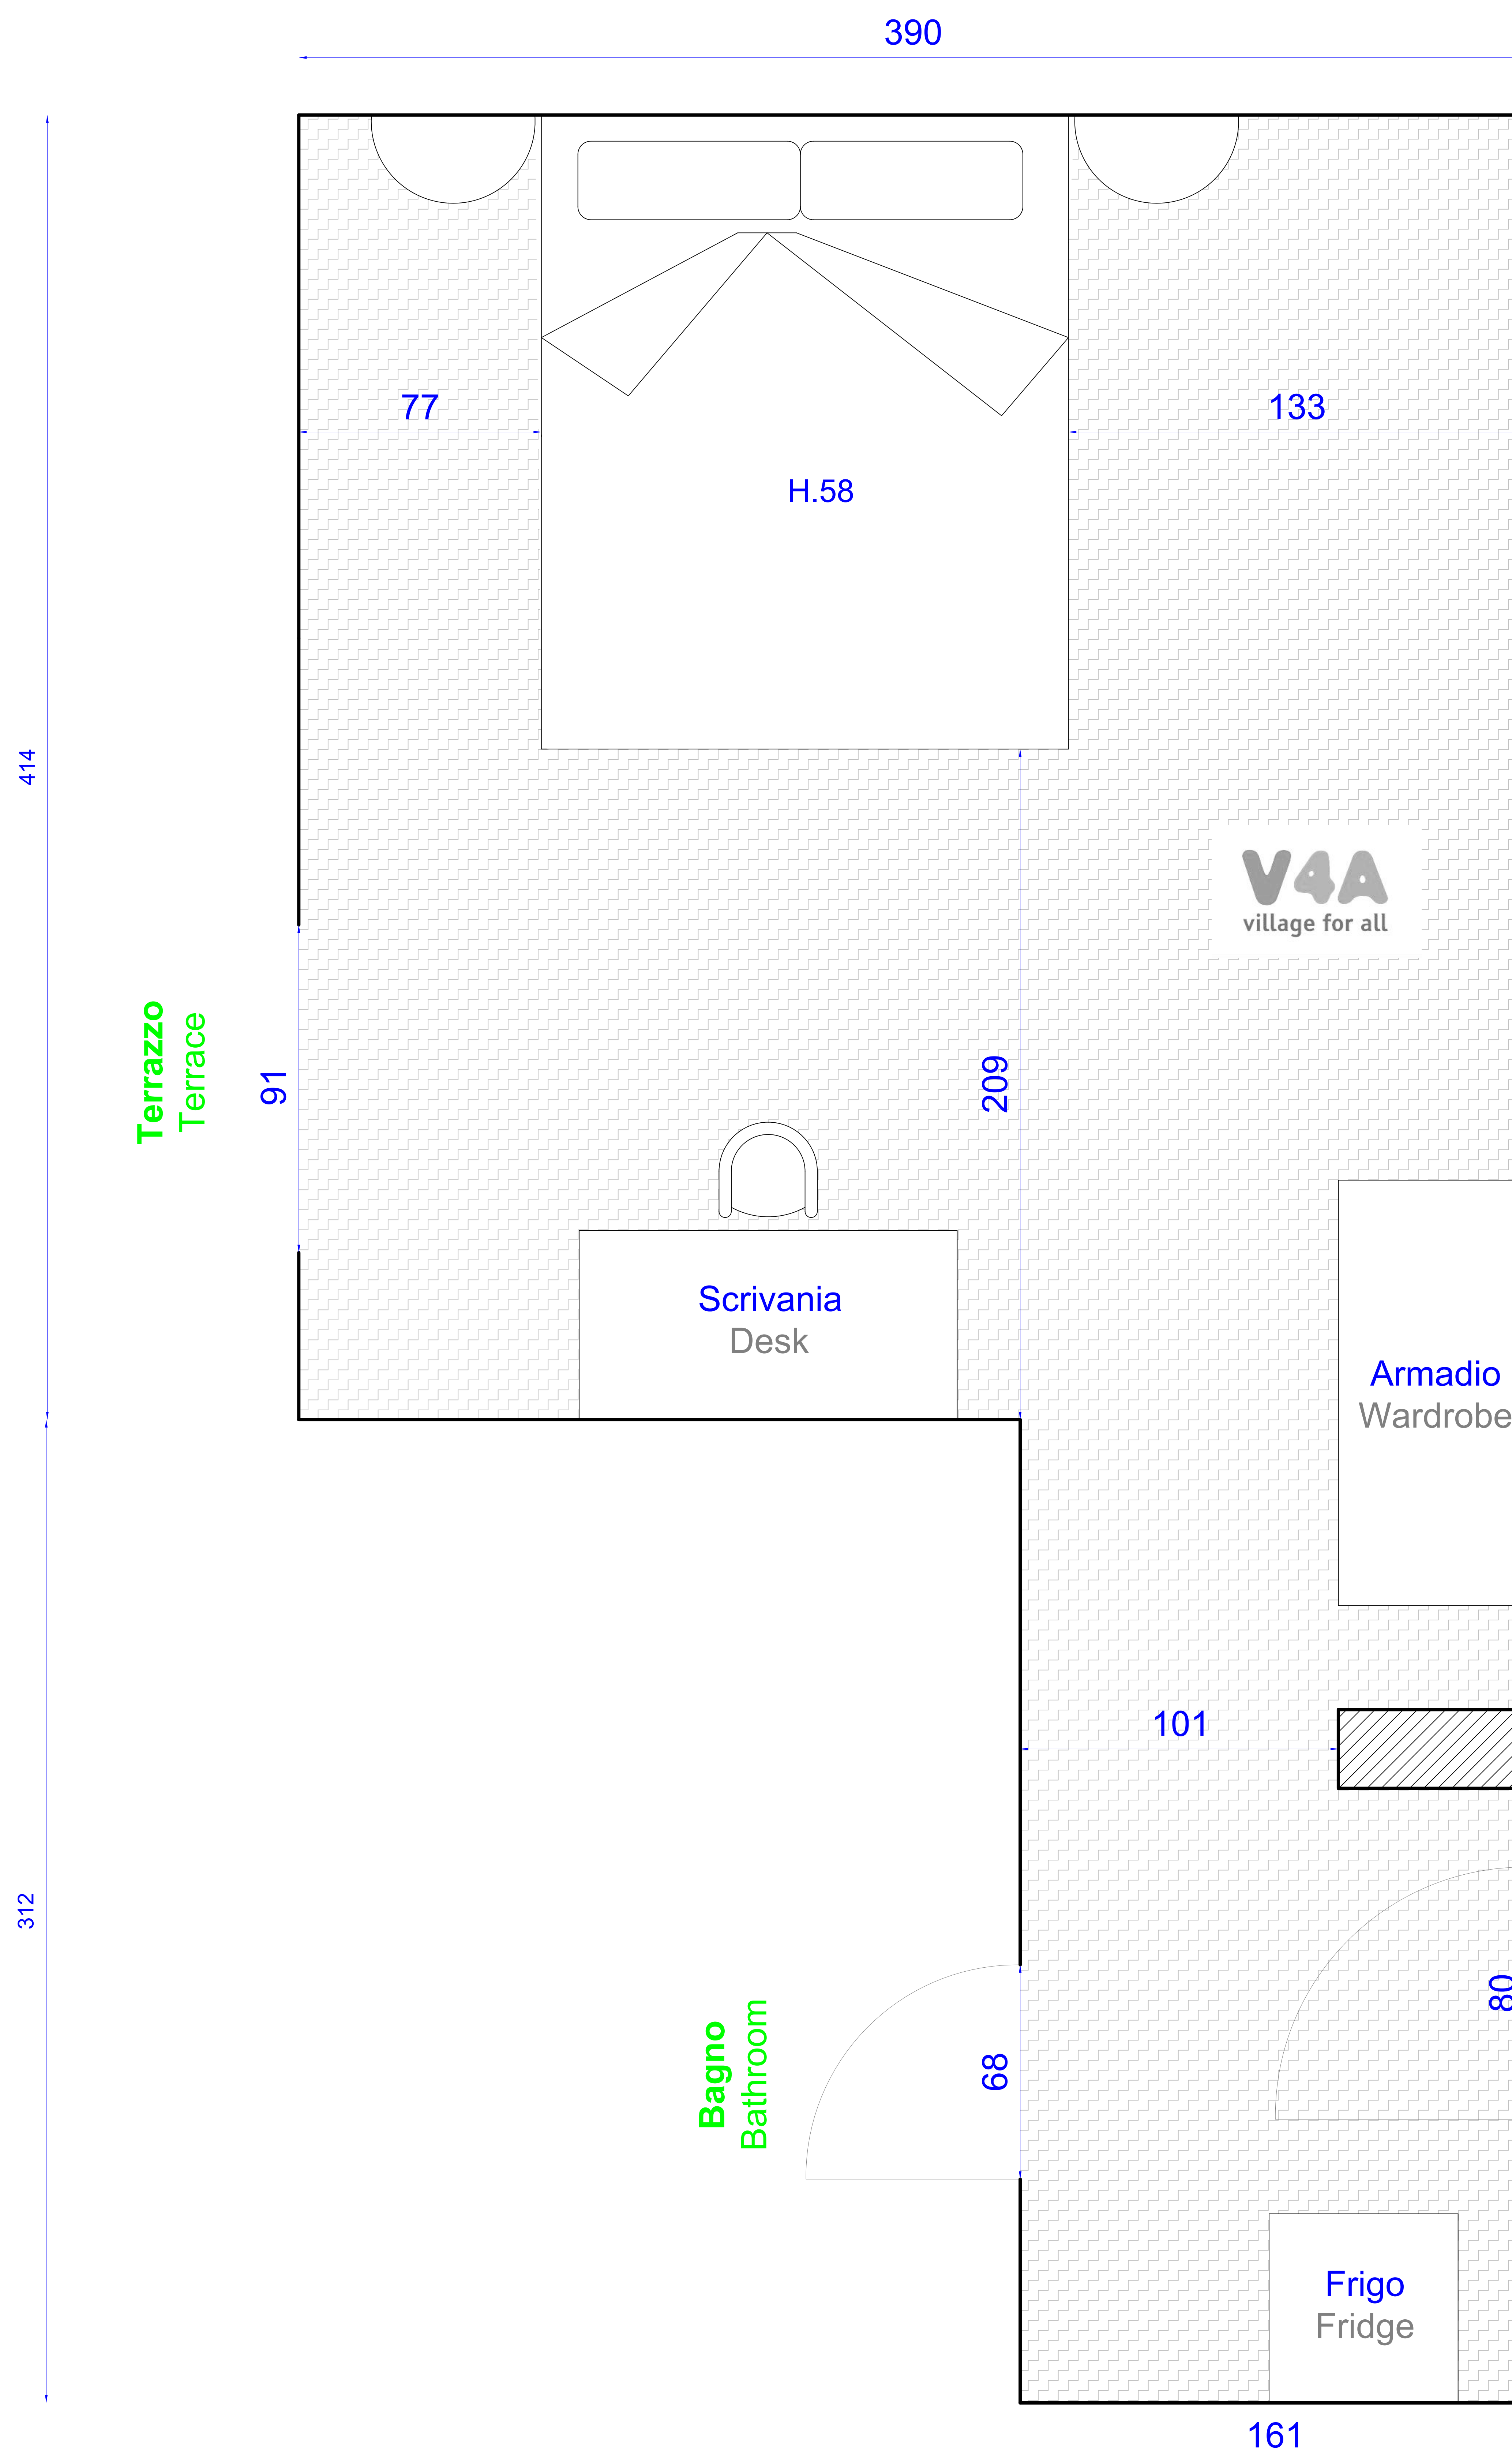 390
77
133
H.58
414
V4A
village for all
Terrazzo
Terrace
91
209
Scrivania
Desk
Armadio
Wardrobe
101
312
80
Bagno
Bathroom
68
Frigo
Fridge
161